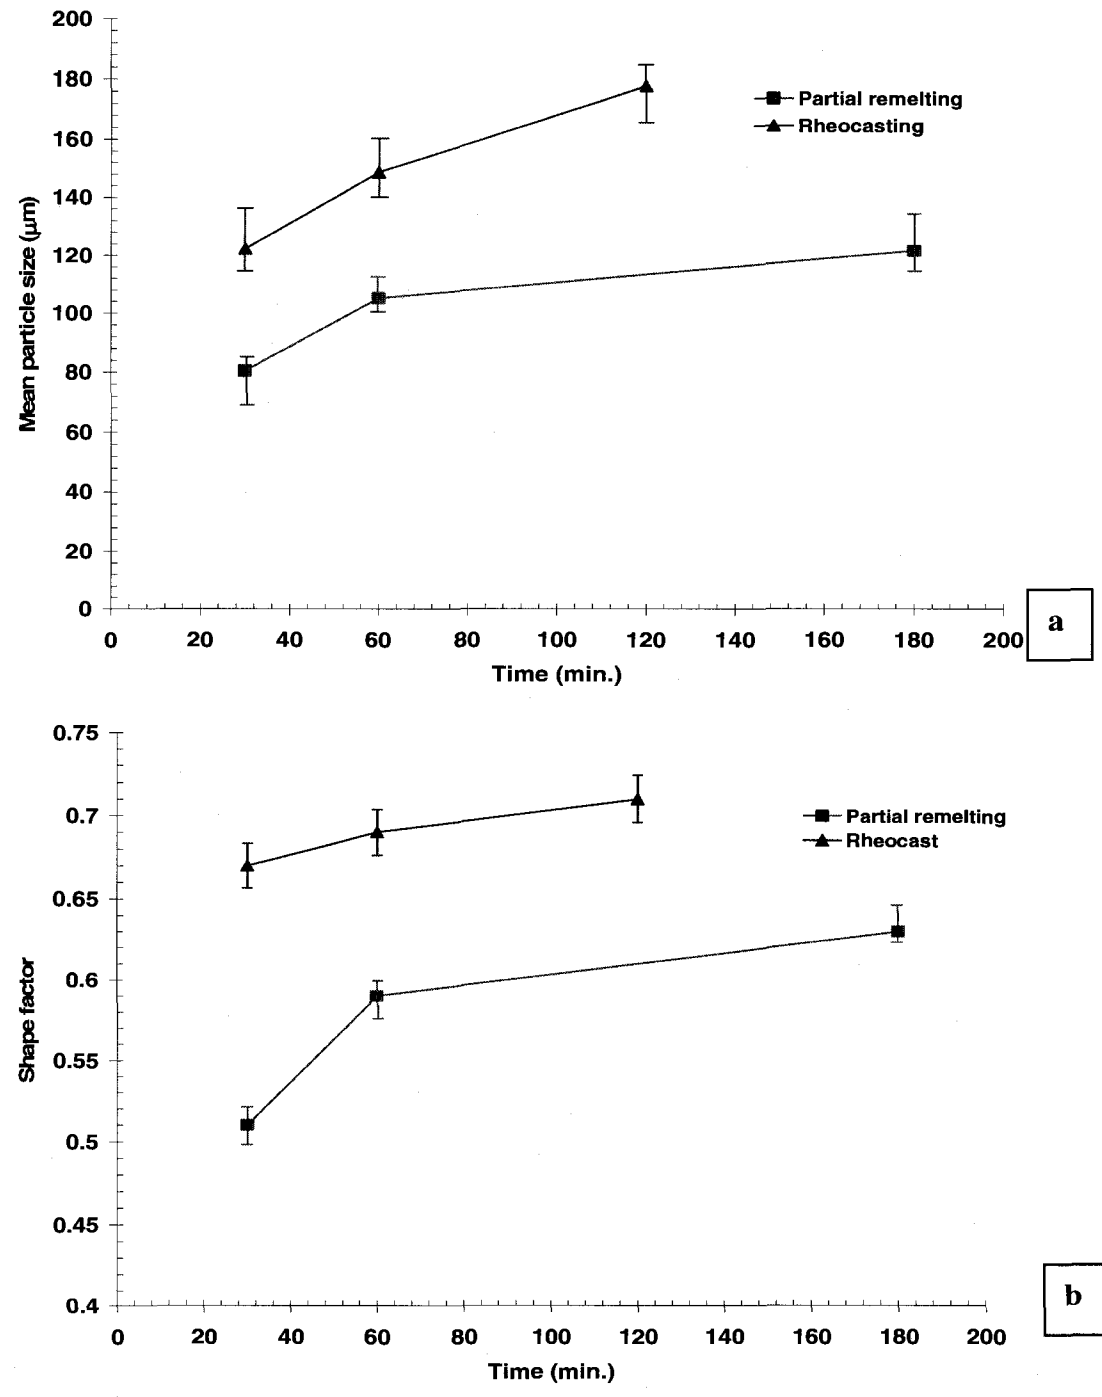 200
180
160
140
120
100
80
60
40
20
0
Mean particle size (μm)
Partial remelting
Rheocasting
0 20 40 60 80 100 120 140 160 180 200
Time (min.)
a
0.75
0.7
0.65
0.6
0.55
0.5
0.45
0.4
Shape factor
Partial remelting
Rheocast
0 20 40 60 80 100 120 140 160 180 200
Time (min.)
b